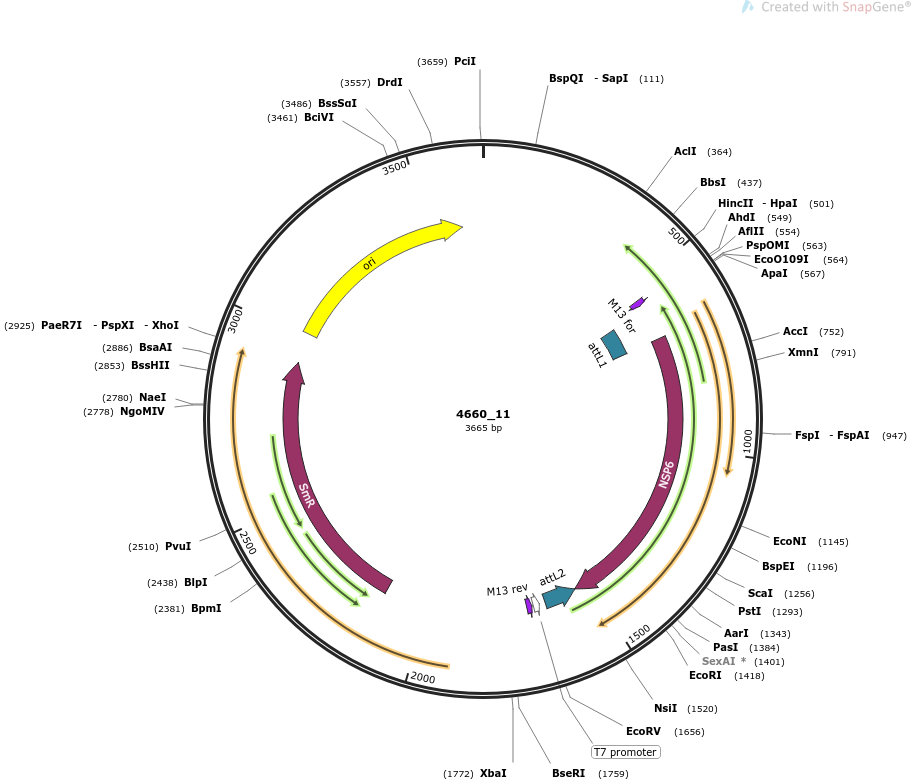 Created with SnapGene®
(3659) PciI
BspQI - SapI (111)
(3557) DrdI
(3486) BssSαI
(3461) BciVI
AclI (364)
BbsI (437)
HincII - HpaI (501)
AhdI (549)
AflII (554)
PspOMI (563)
EcoO109I (564)
ApaI (567)
3500
500
ori
M13 for
attL1
3000
(2925) PaeR7I - PspXI - XhoI
(2886) BsaAI
(2853) BssHII
(2780) NaeI
(2778) NgoMIV
AccI (752)
XmnI (791)
4660_11
3665 bp
FspI - FspAI (947)
1000
NSP6
SmR
(2510) PvuI
(2438) BlpI
(2381) BpmI
2500
EcoNI (1145)
BspEI (1196)
ScaI (1256)
PstI (1293)
AarI (1343)
PasI (1384)
SexAI * (1401)
EcoRI (1418)
M13 rev
attL2
1500
2000
NsiI (1520)
EcoRV (1656)
T7 promoter
(1772) XbaI
BseRI (1759)